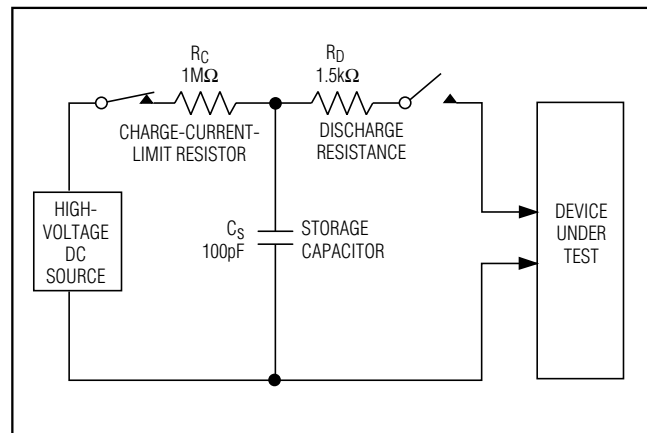 R_C
1MΩ
R_D
1.5kΩ
CHARGE-CURRENT-
LIMIT RESISTOR
DISCHARGE
RESISTANCE
HIGH-
VOLTAGE
DC
SOURCE
C_S
100pF
STORAGE
CAPACITOR
DEVICE
UNDER
TEST